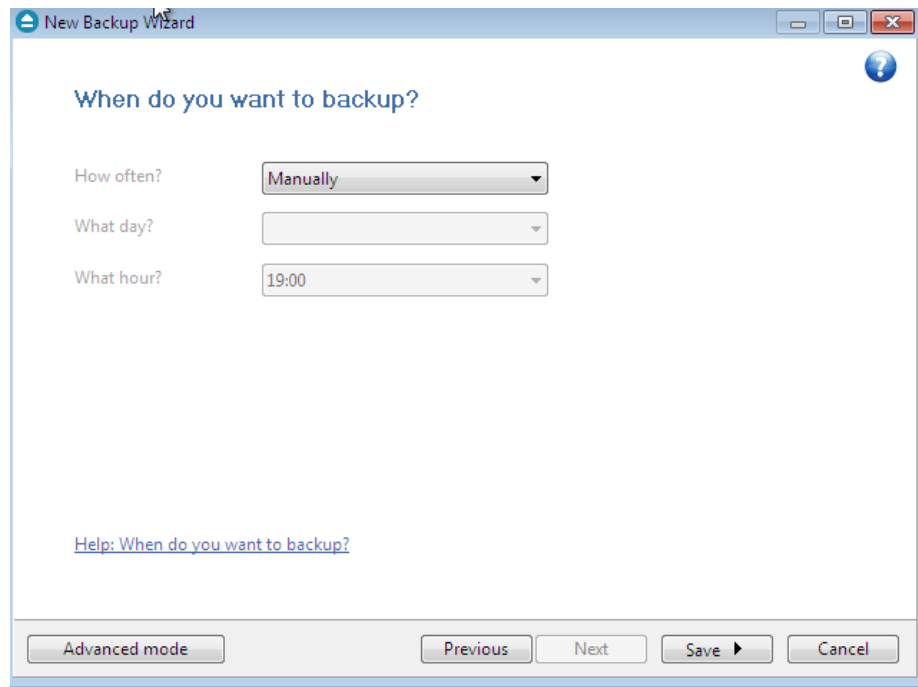 New Backup Wizard
When do you want to backup?
How often?
Manually
What day?
What hour?
19:00
Help: When do you want to backup?
Advanced mode
Previous
Next
Save
Cancel